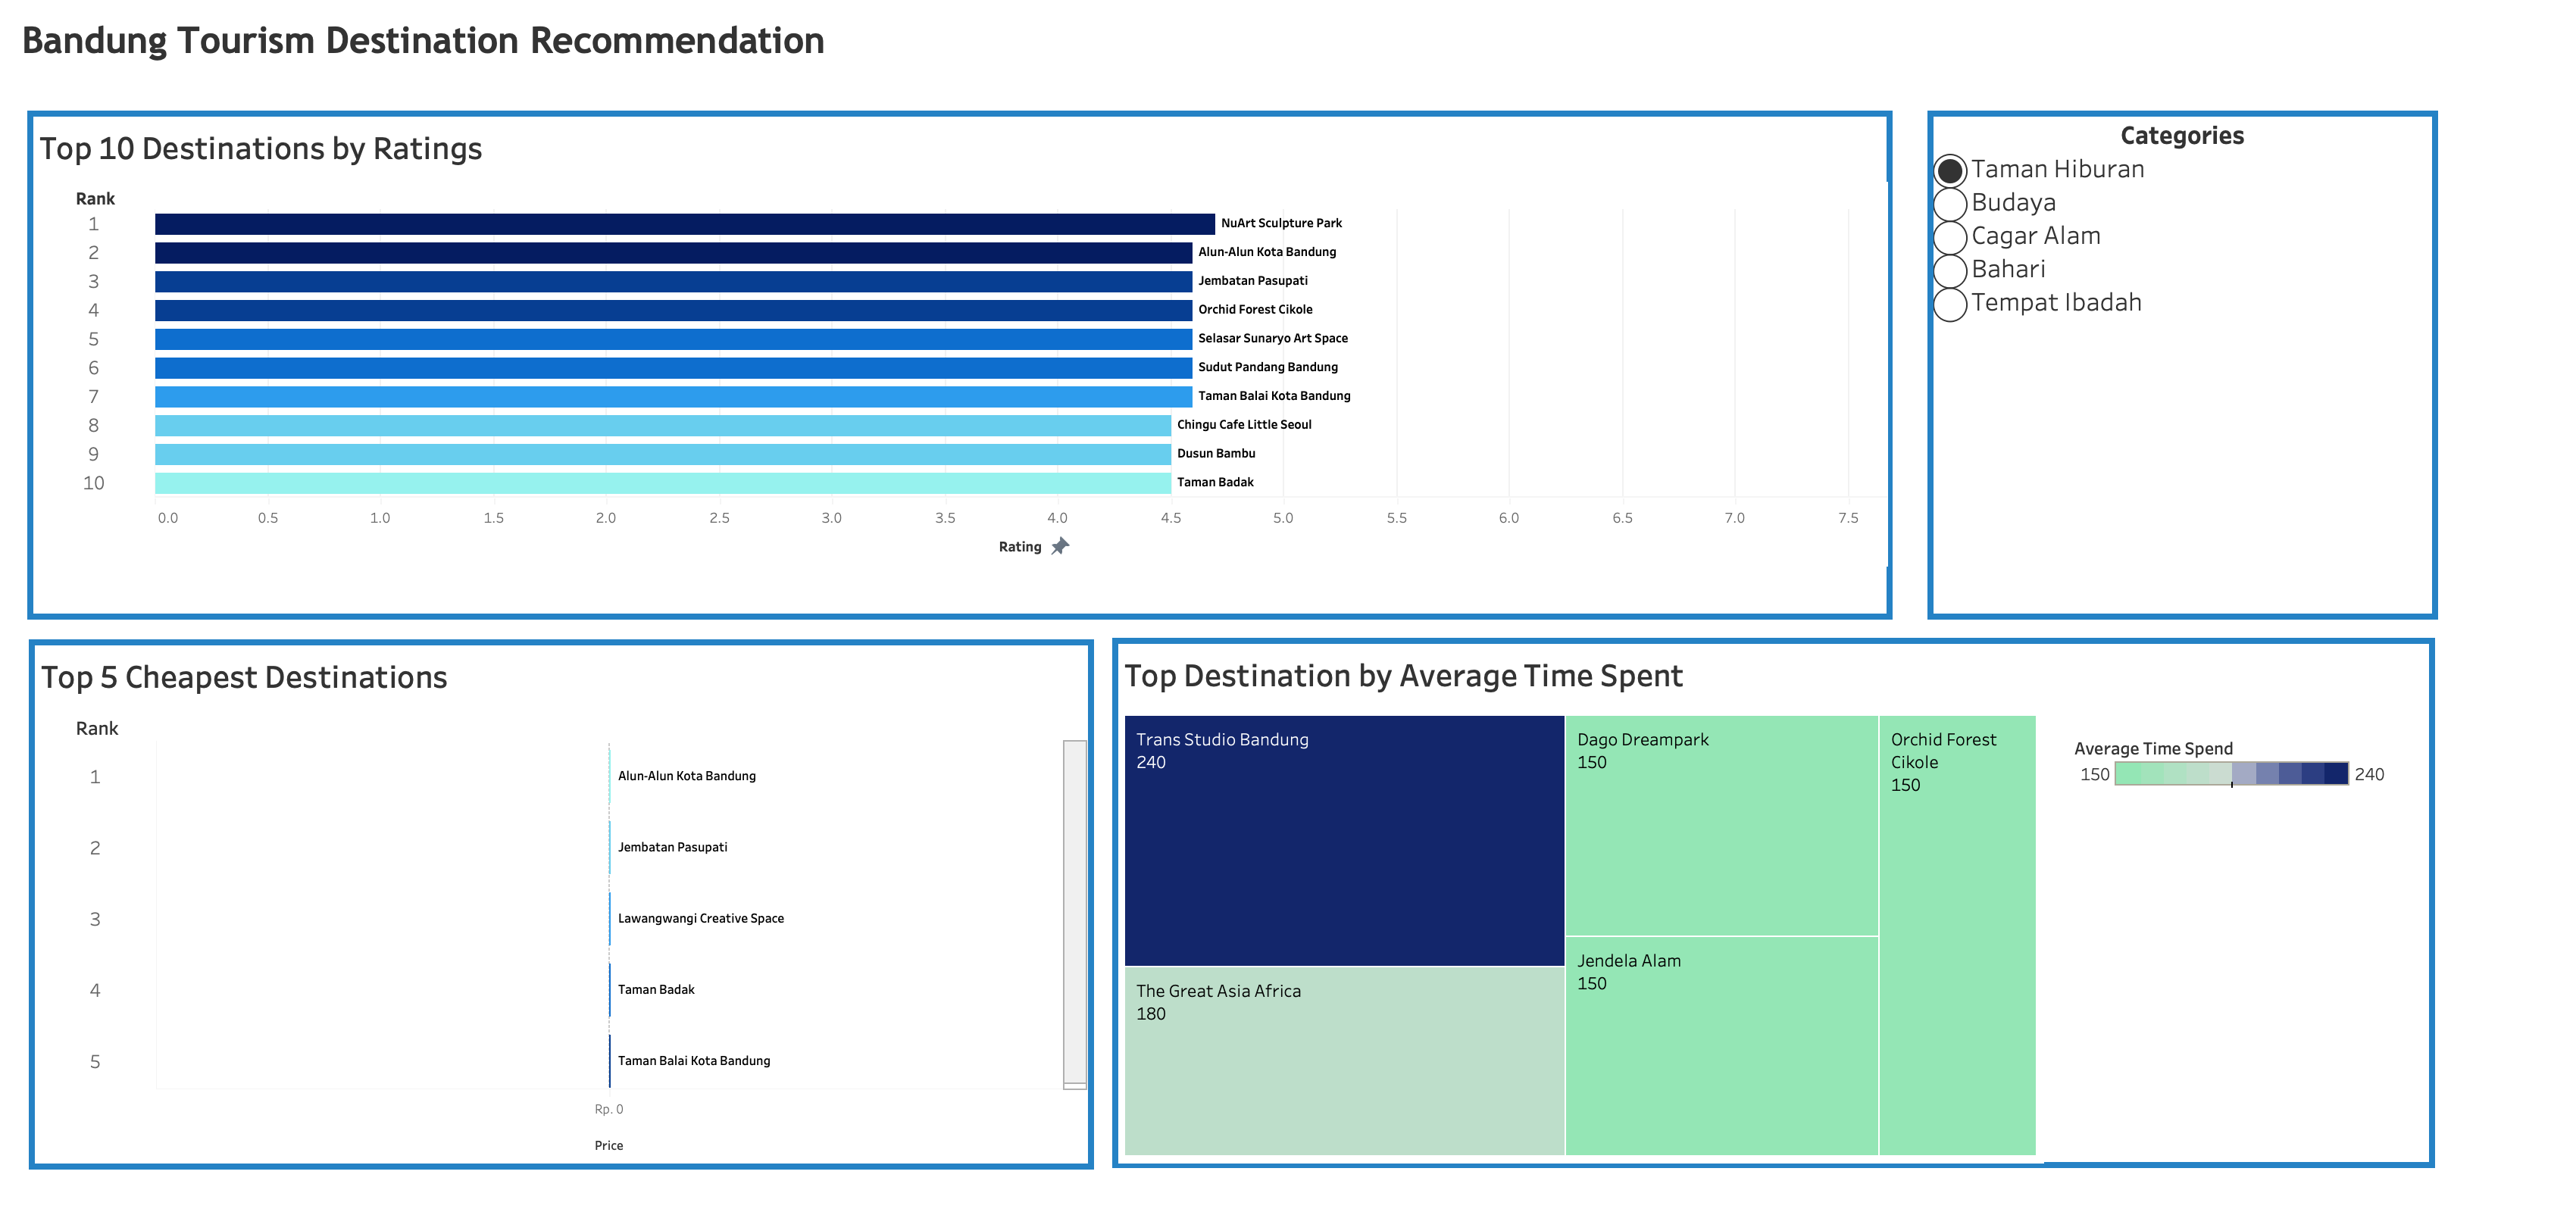 Bandung Tourism Destination Recommendation
Top 10 Destinations by Ratings
Rank
1 NuArt Sculpture Park
2 Alun-Alun Kota Bandung
3 Jembatan Pasupati
4 Orchid Forest Cikole
5 Selasar Sunaryo Art Space
6 Sudut Pandang Bandung
7 Taman Balai Kota Bandung
8 Chingu Cafe Little Seoul
9 Dusun Bambu
10 Taman Badak
0.0 0.5 1.0 1.5 2.0 2.5 3.0 3.5 4.0 4.5 5.0 5.5 6.0 6.5 7.0 7.5
Rating
Categories
Taman Hiburan
Budaya
Cagar Alam
Bahari
Tempat Ibadah
Top 5 Cheapest Destinations
Rank
1 Alun-Alun Kota Bandung
2 Jembatan Pasupati
3 Lawangwangi Creative Space
4 Taman Badak
5 Taman Balai Kota Bandung
Rp. 0
Price
Top Destination by Average Time Spent
Trans Studio Bandung
240
The Great Asia Africa
180
Dago Dreampark
150
Jendela Alam
150
Orchid Forest
Cikole
150
Average Time Spend
150 240